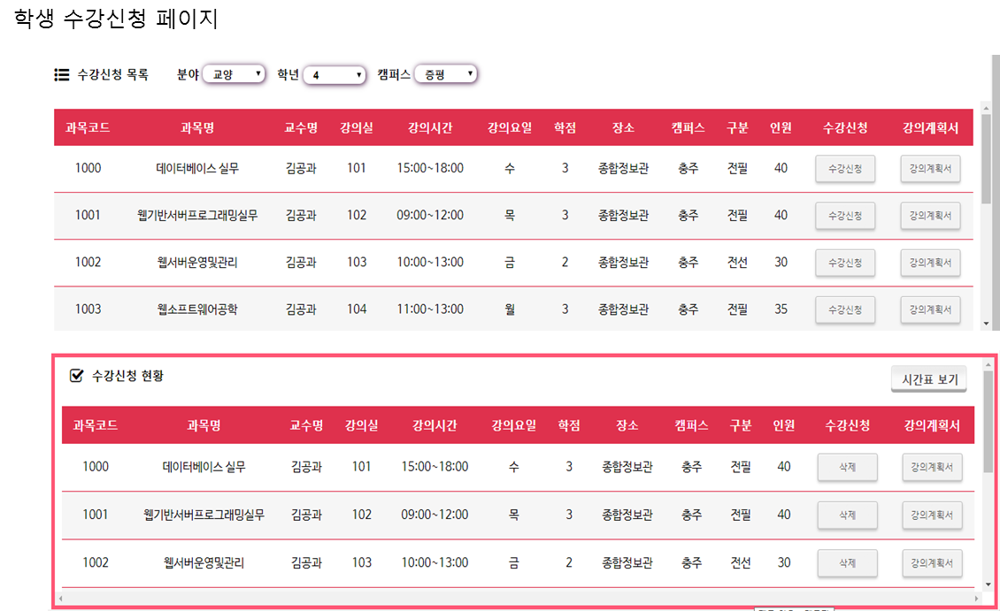 학생 수강신청 페이지
수강신청 목록 분야 교양 학년 4 캠퍼스 증평
과목코드 과목명 교수명 강의실 강의시간 강의요일 학점 장소 캠퍼스 구분 인원 수강신청 강의계획서
1000 데이터베이스 실무 김공과 101 15:00~18:00 수 3 종합정보관 충주 전필 40 수강신청 강의계획서
1001 웹기반서버프로그래밍실무 김공과 102 09:00~12:00 목 3 종합정보관 충주 전필 40 수강신청 강의계획서
1002 웹서버운영및관리 김공과 103 10:00~13:00 금 2 종합정보관 충주 전선 30 수강신청 강의계획서
1003 웹소프트웨어공학 김공과 104 11:00~13:00 월 3 종합정보관 충주 전필 35 수강신청 강의계획서
수강신청 현황 시간표 보기
과목코드 과목명 교수명 강의실 강의시간 강의요일 학점 장소 캠퍼스 구분 인원 수강신청 강의계획서
1000 데이터베이스 실무 김공과 101 15:00~18:00 수 3 종합정보관 충주 전필 40 삭제 강의계획서
1001 웹기반서버프로그래밍실무 김공과 102 09:00~12:00 목 3 종합정보관 충주 전필 40 삭제 강의계획서
1002 웹서버운영및관리 김공과 103 10:00~13:00 금 2 종합정보관 충주 전선 30 삭제 강의계획서